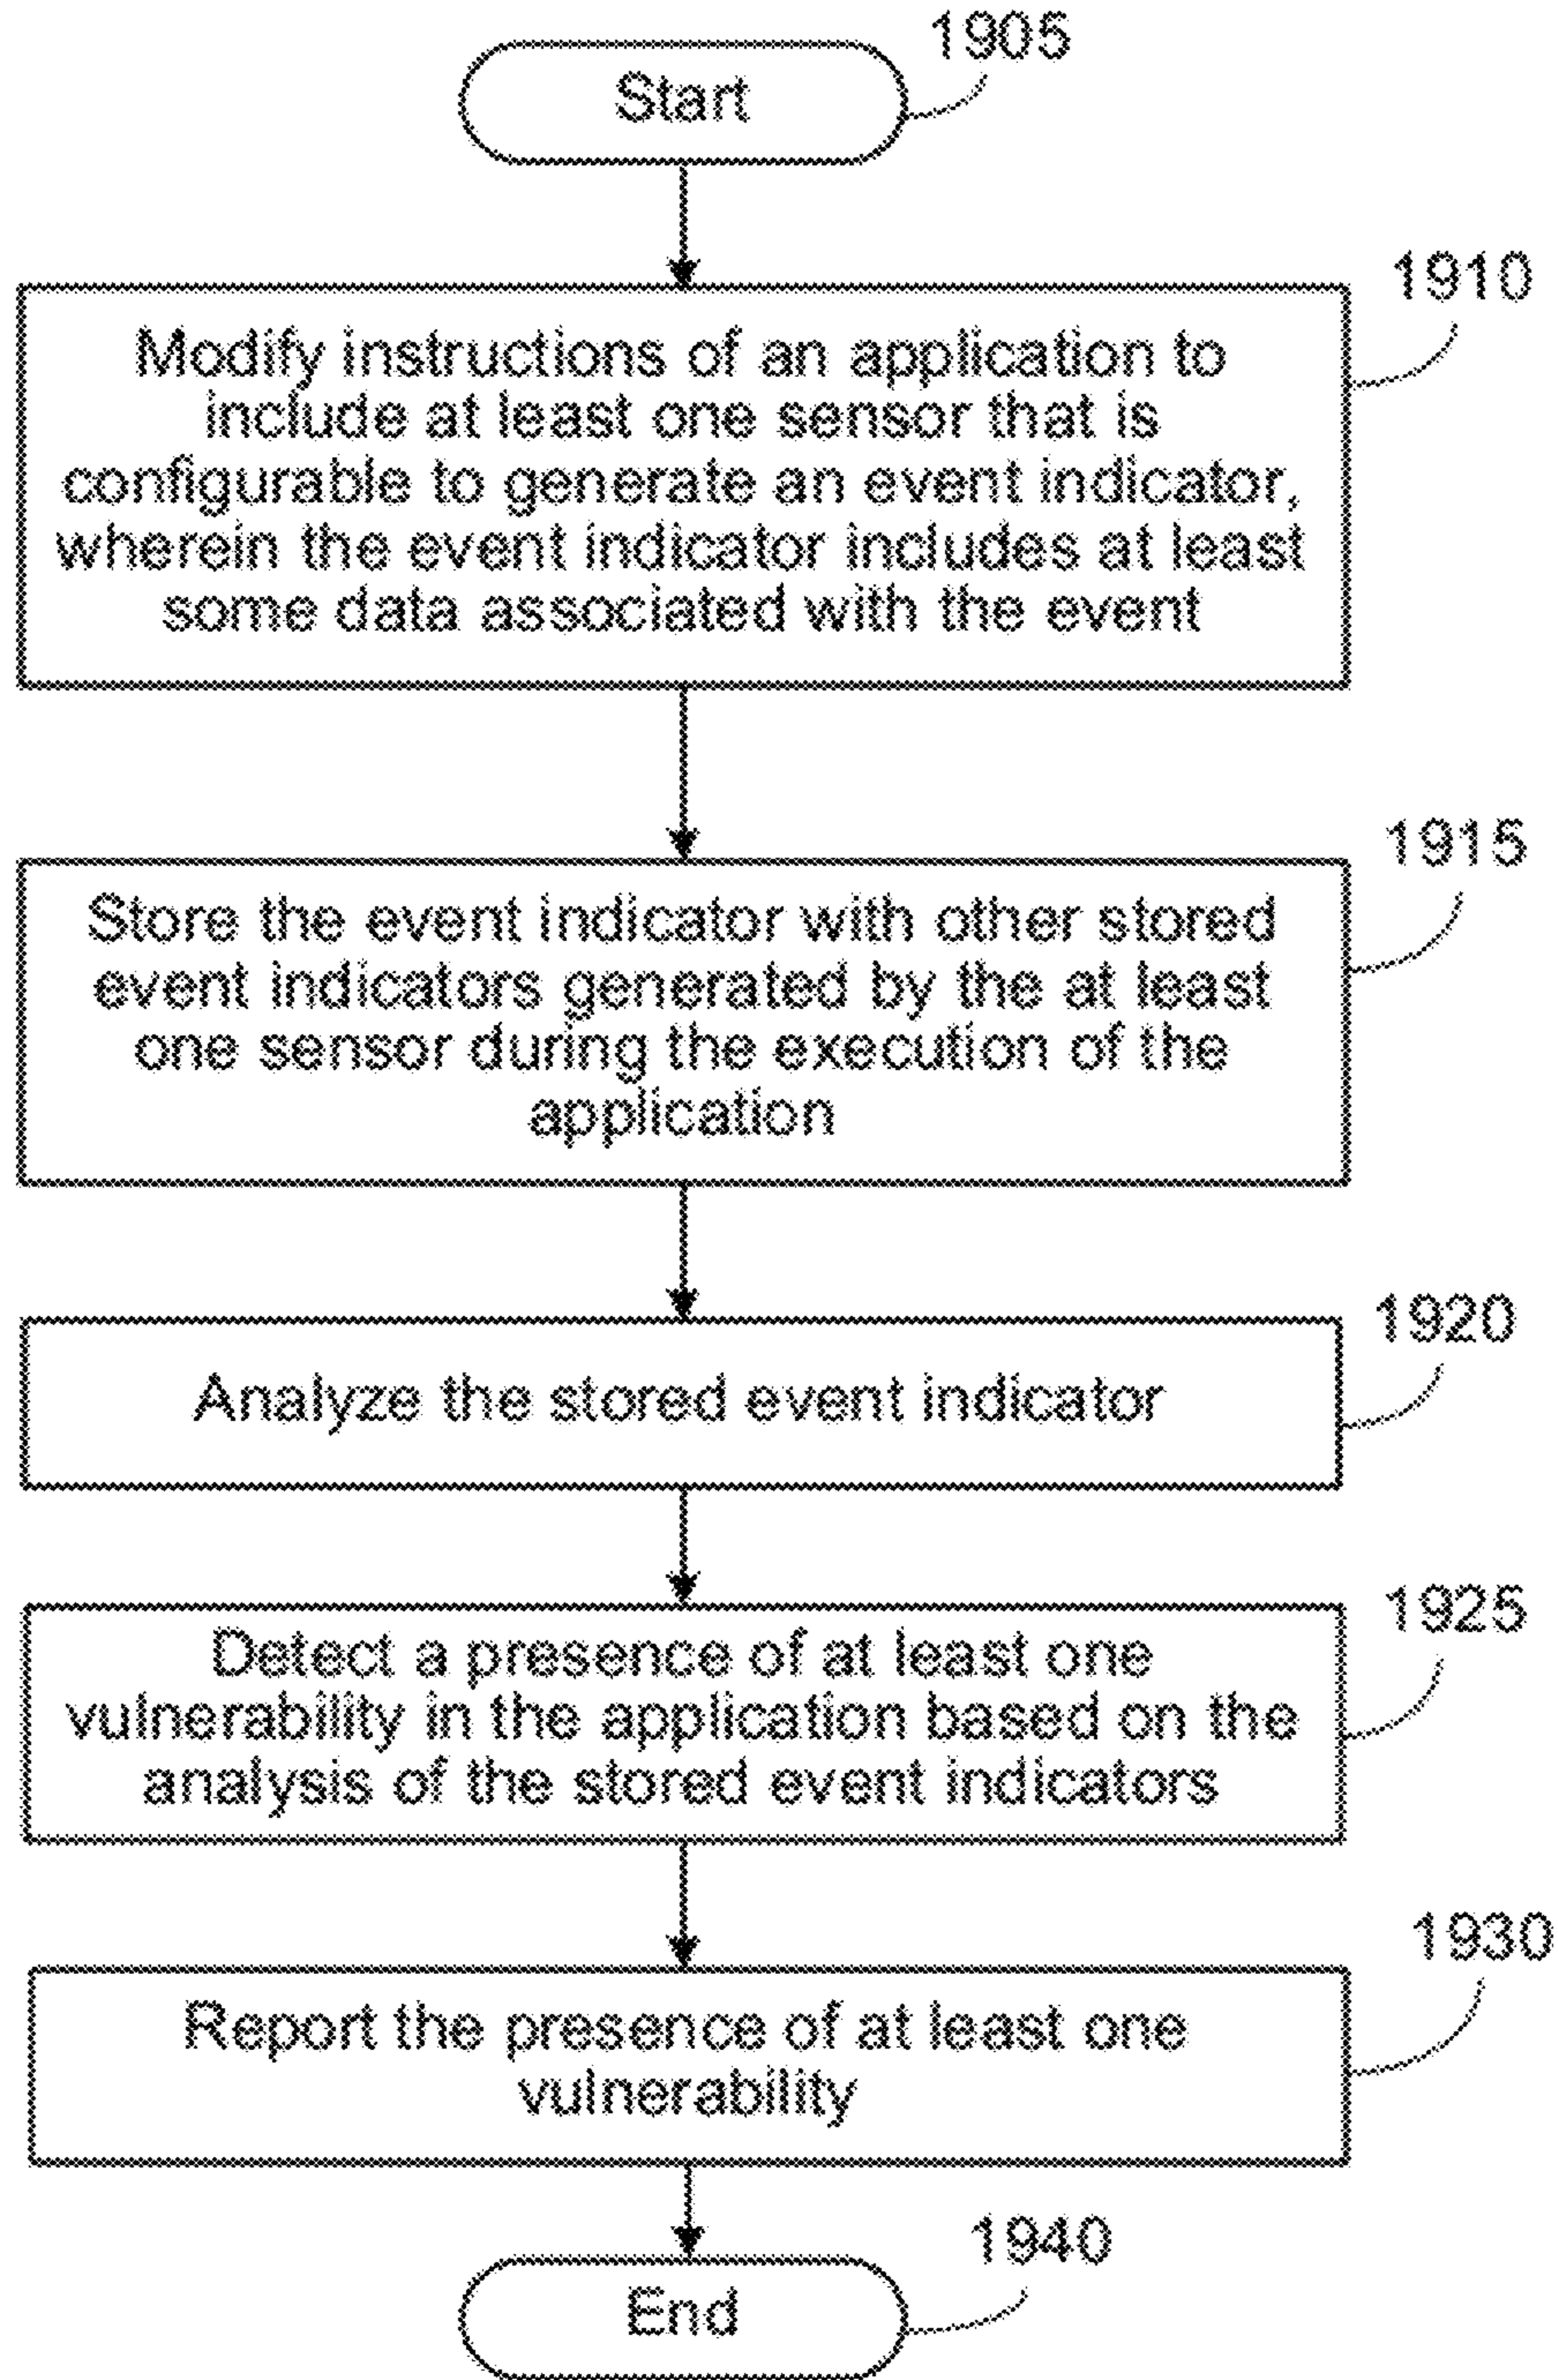 1905
Start
1910
Modify instructions of an application to
include at least one sensor that is
configurable to generate an event indicator,
wherein the event indicator includes at least
some data associated with the event
1915
Store the event indicator with other stored
event indicators generated by the at least
one sensor during the execution of the
application
1920
Analyze the stored event indicator
1925
Detect a presence of at least one
vulnerability in the application based on the
analysis of the stored event indicators
1930
Report the presence of at least one
vulnerability
1940
End